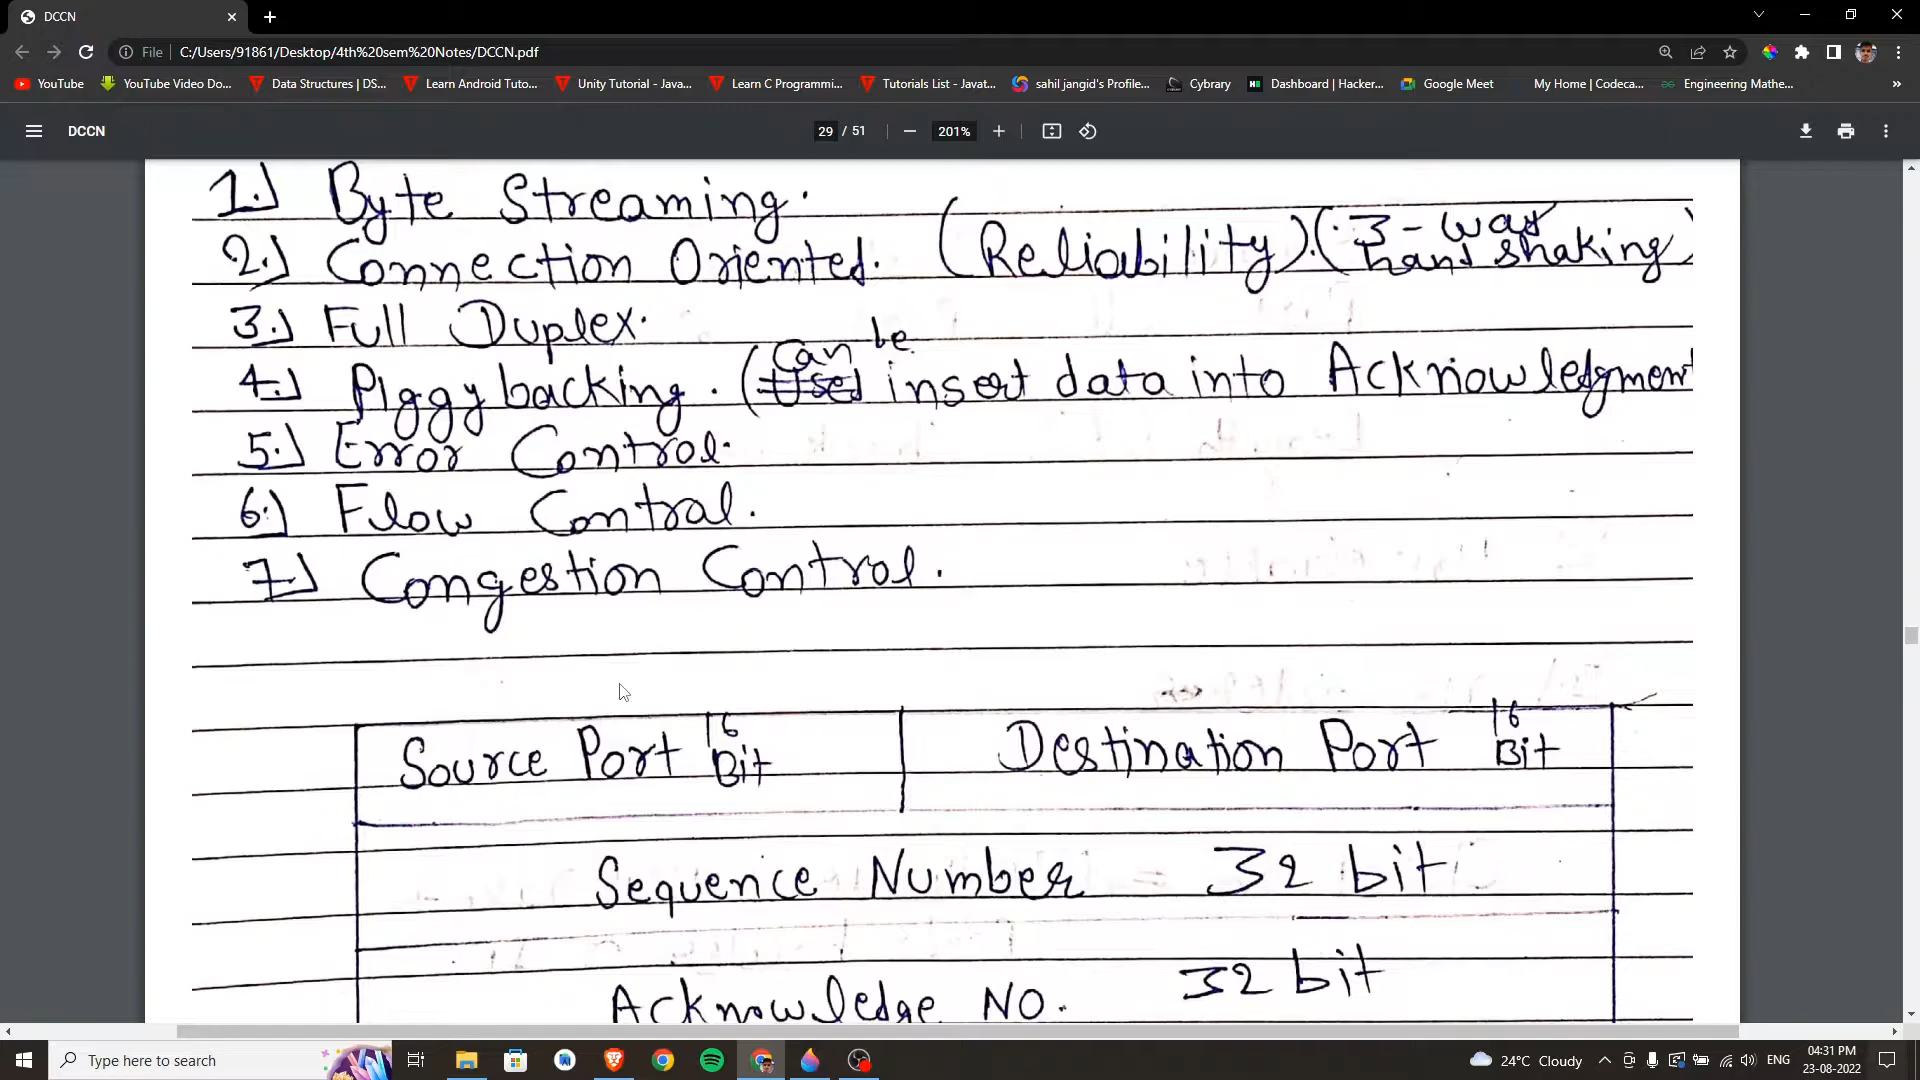 DCCN
File C:/Users/91861/Desktop/4th%20sem%20Notes/DCCN.pdf
YouTube YouTube Video Do... Data Structures | DS... Learn Android Tuto... Unity Tutorial - Java... Learn C Programmi... Tutorials List - Javat... sahil jangid's Profile... Cybrary Dashboard | Hacker... Google Meet My Home | Codeca... Engineering Mathe... »
DCCN 29 / 51 201%
1.) Byte Streaming.
2.) Connection Oriented. (Reliability).(3-way hand shaking)
3.) Full Duplex.
4.) Piggybacking. (Used can be insert data into Acknowledgment
5.) Error Control.
6.) Flow Control.
7.) Congestion Control.
Source Port 16 Bit Destination Port 16 Bit
Sequence Number = 32 bit
Acknowledge NO. 32 bit
Type here to search 24°C Cloudy ENG 04:31 PM
23-08-2022